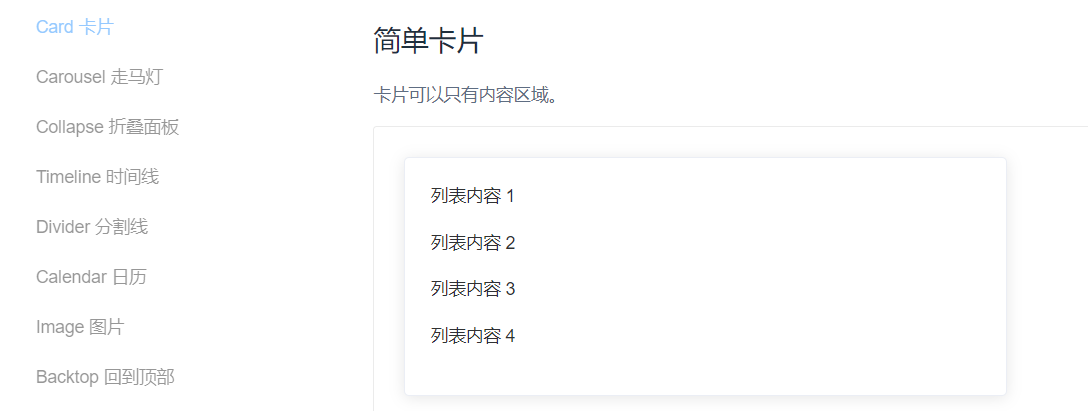 Card 卡片
Carousel 走马灯
Collapse 折叠面板
Timeline 时间线
Divider 分割线
Calendar 日历
Image 图片
Backtop 回到顶部
简单卡片
卡片可以只有内容区域。
列表内容 1
列表内容 2
列表内容 3
列表内容 4